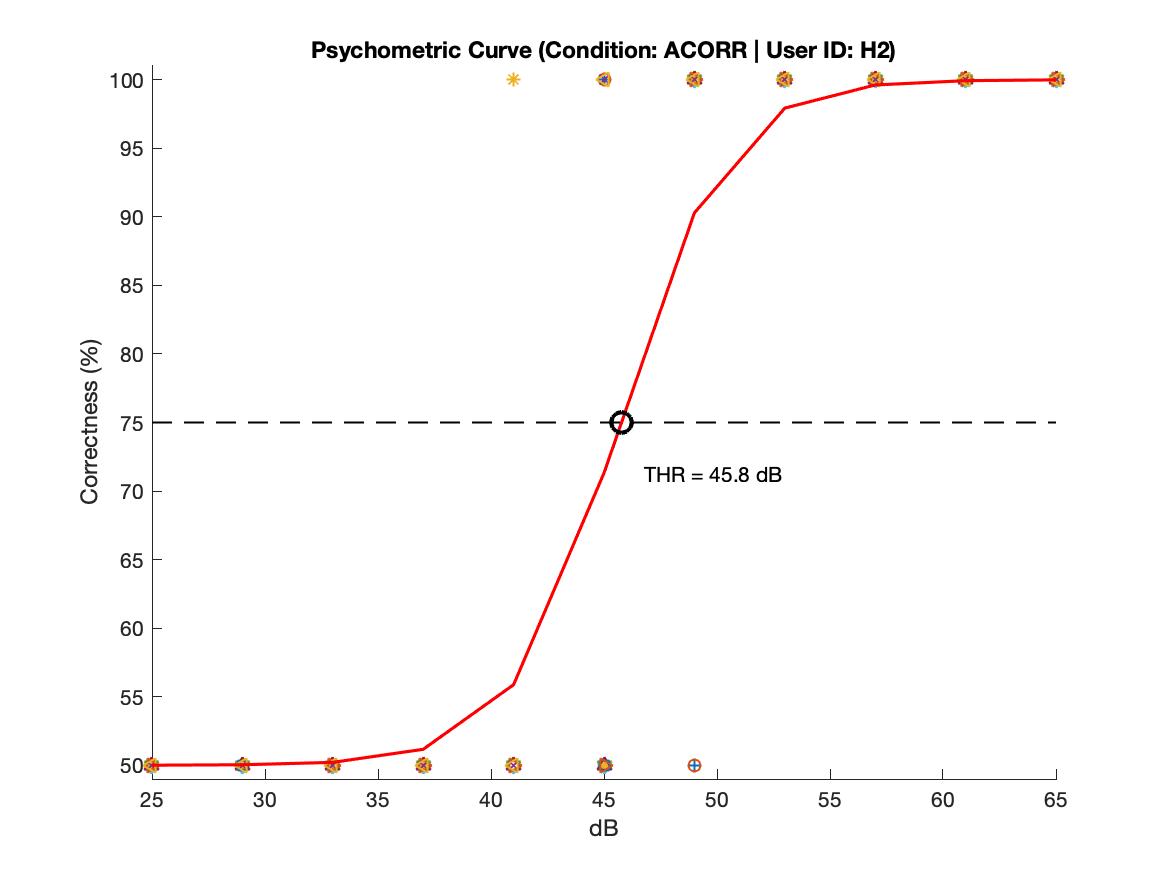 Psychometric Curve (Condition: ACORR | User ID: H2)
100
95
90
85
80
75
70
65
60
55
50
Correctness (%)
THR = 45.8 dB
25 30 35 40 45 50 55 60 65
dB